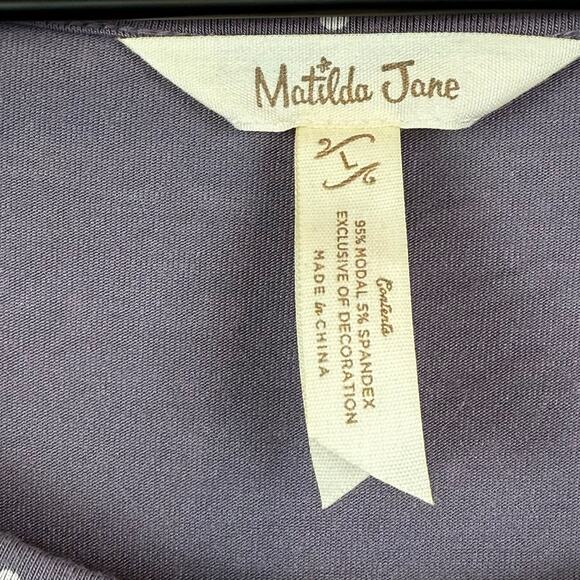 Matilda Jane
L
Contents
95% MODAL 5% SPANDEX
EXCLUSIVE OF DECORATION
MADE in CHINA